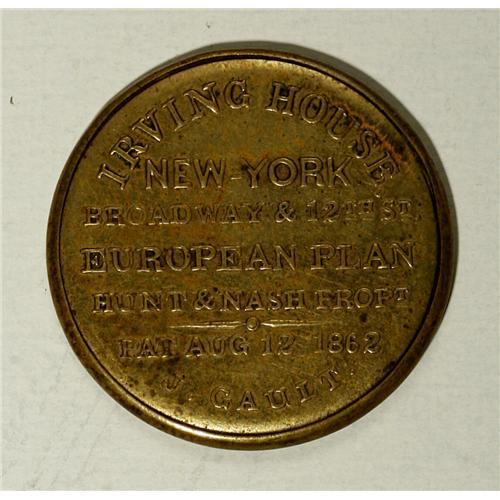 IRVING HOUSE
NEW-YORK
BROADWAY & 12TH ST.
EUROPEAN PLAN
HUNT & NASH PROPT
PAT AUG 12 1862
J. GAULT